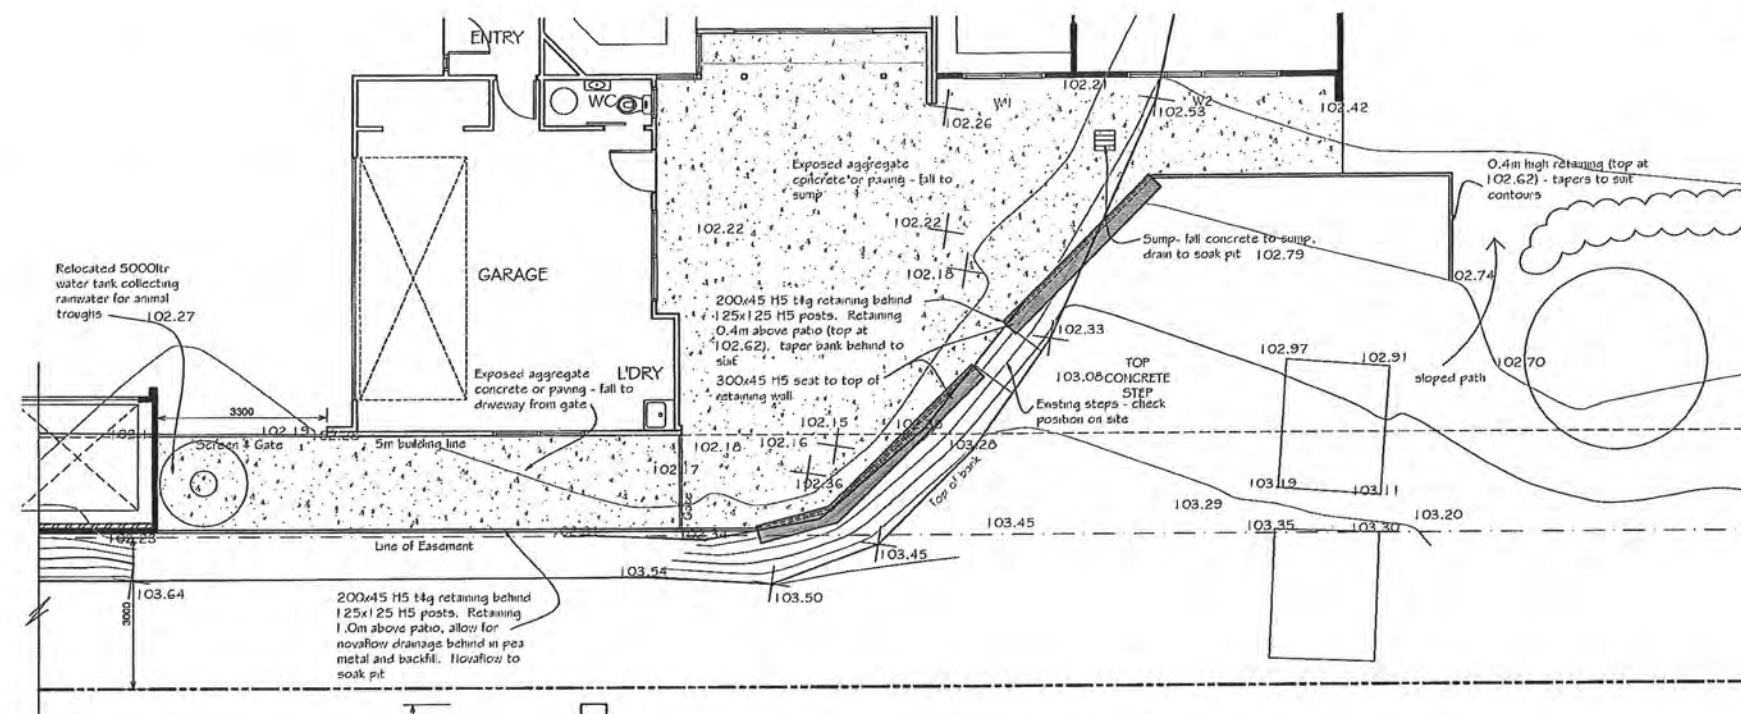 ENTRY
WC
W1
W2
102.21
102.53
102.42
102.26
Exposed aggregate
concrete or paving - fall to
sump
0.4m high retaining (top at
102.62) - tapers to suit
contours
102.22
102.22
102.18
Sump- fall concrete to sump,
drain to soak pit
102.79
02.74
Relocated 5000ltr
water tank collecting
rainwater for animal
troughs
102.27
GARAGE
200x45 H5 t&g retaining behind
125x125 H5 posts. Retaining
0.4m above patio (top at
102.62). taper bank behind to
suit
300x45 H5 seat to top of
retaining wall
102.33
TOP
CONCRETE
STEP
103.08
Existing steps - check
position on site
102.97
102.91
102.70
sloped path
Exposed aggregate
concrete or paving - fall to
driveway from gate
L'DRY
3300
102.19
Screen & Gate
5m building line
102.18
102.16
102.15
103.28
102.17
102.36
Top of bank
Gate
103.19
103.11
103.29
103.20
103.45
103.35
103.30
102.23
Line of Easement
103.45
103.54
103.50
103.64
3000
200x45 H5 t&g retaining behind
125x125 H5 posts. Retaining
1.0m above patio, allow for
novaflow drainage behind in pea
metal and backfill. Novaflow to
soak pit